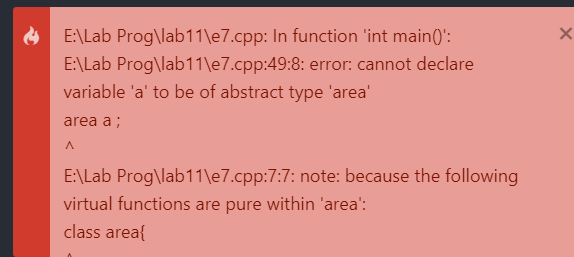 E:\Lab Prog\lab11\e7.cpp: In function 'int main()':
E:\Lab Prog\lab11\e7.cpp:49:8: error: cannot declare
variable 'a' to be of abstract type 'area'
area a ;
^
E:\Lab Prog\lab11\e7.cpp:7:7: note: because the following
virtual functions are pure within 'area':
class area{
^